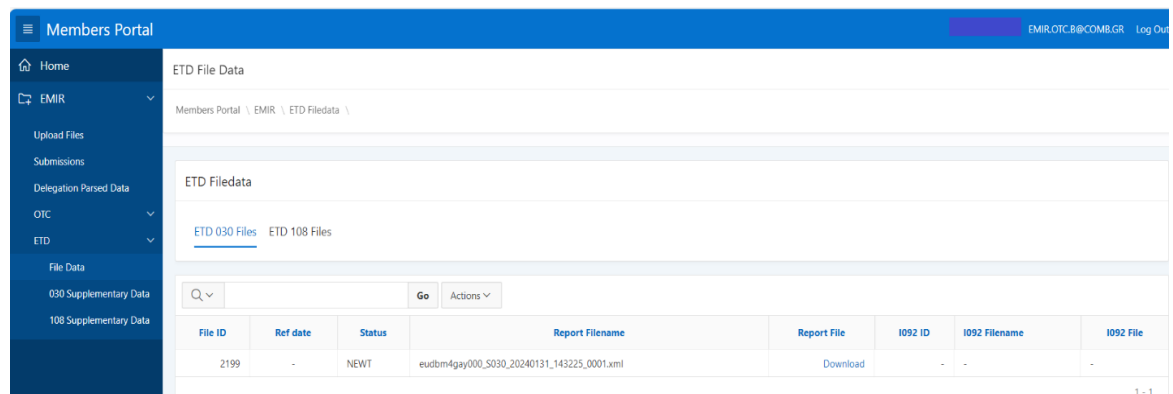 Members Portal
EMIR.OTC.B@COMB.GR Log Out
Home
EMIR
Upload Files
Submissions
Delegation Parsed Data
OTC
ETD
File Data
030 Supplementary Data
108 Supplementary Data
ETD File Data
Members Portal \ EMIR \ ETD Filedata \
ETD Filedata
ETD 030 Files ETD 108 Files
Go Actions
File ID Ref date Status Report Filename Report File I092 ID I092 Filename I092 File
2199 - NEWT eudbm4gay000_S030_20240131_143225_0001.xml Download - - -
1 - 1